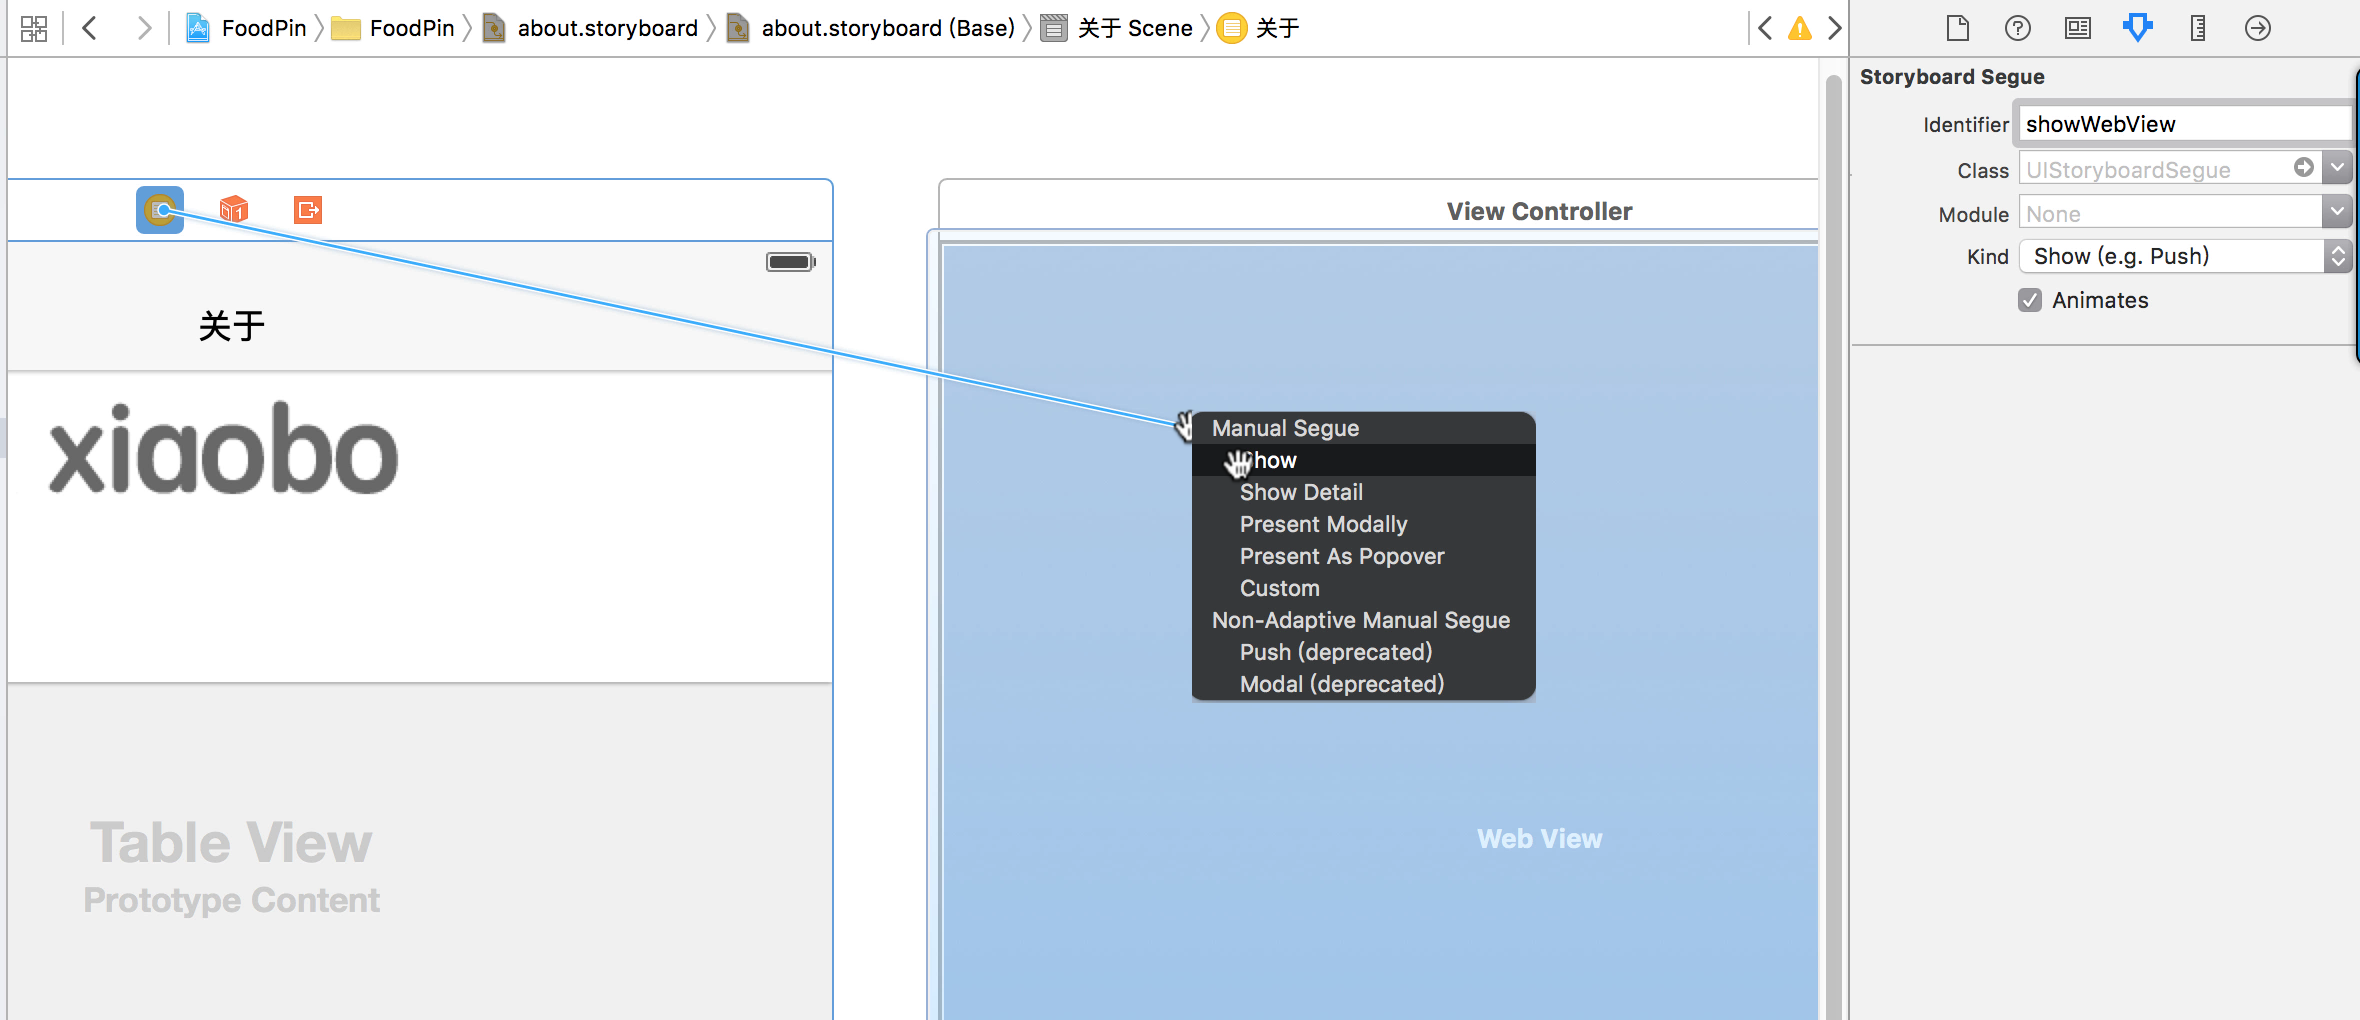 FoodPin FoodPin about.storyboard about.storyboard (Base) 关于 Scene 关于
Storyboard Segue
Identifier showWebView
Class UIStoryboardSegue
Module None
Kind Show (e.g. Push)
Animates
View Controller
关于
xiaobo
Manual Segue
Show
Show Detail
Present Modally
Present As Popover
Custom
Non-Adaptive Manual Segue
Push (deprecated)
Modal (deprecated)
Web View
Table View
Prototype Content